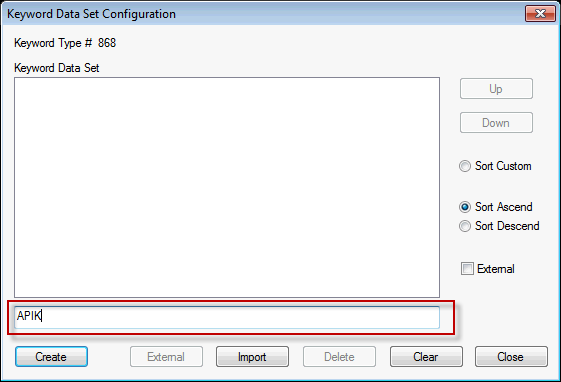 Keyword Data Set Configuration
Keyword Type # 868
Keyword Data Set
Up
Down
Sort Custom
Sort Ascend
Sort Descend
External
APIK
Create
External
Import
Delete
Clear
Close